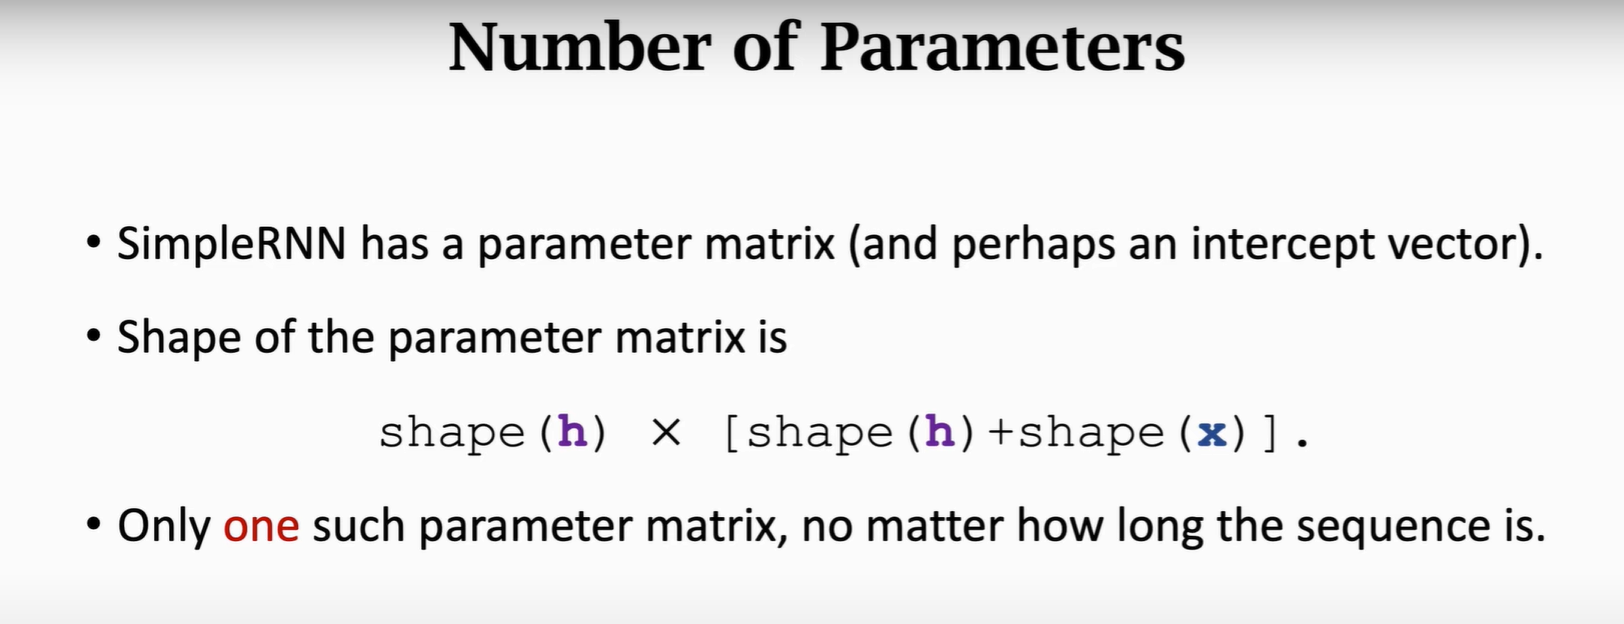 Number of Parameters
• SimpleRNN has a parameter matrix (and perhaps an intercept vector).
• Shape of the parameter matrix is
shape(h) × [shape(h)+shape(x)].
• Only one such parameter matrix, no matter how long the sequence is.